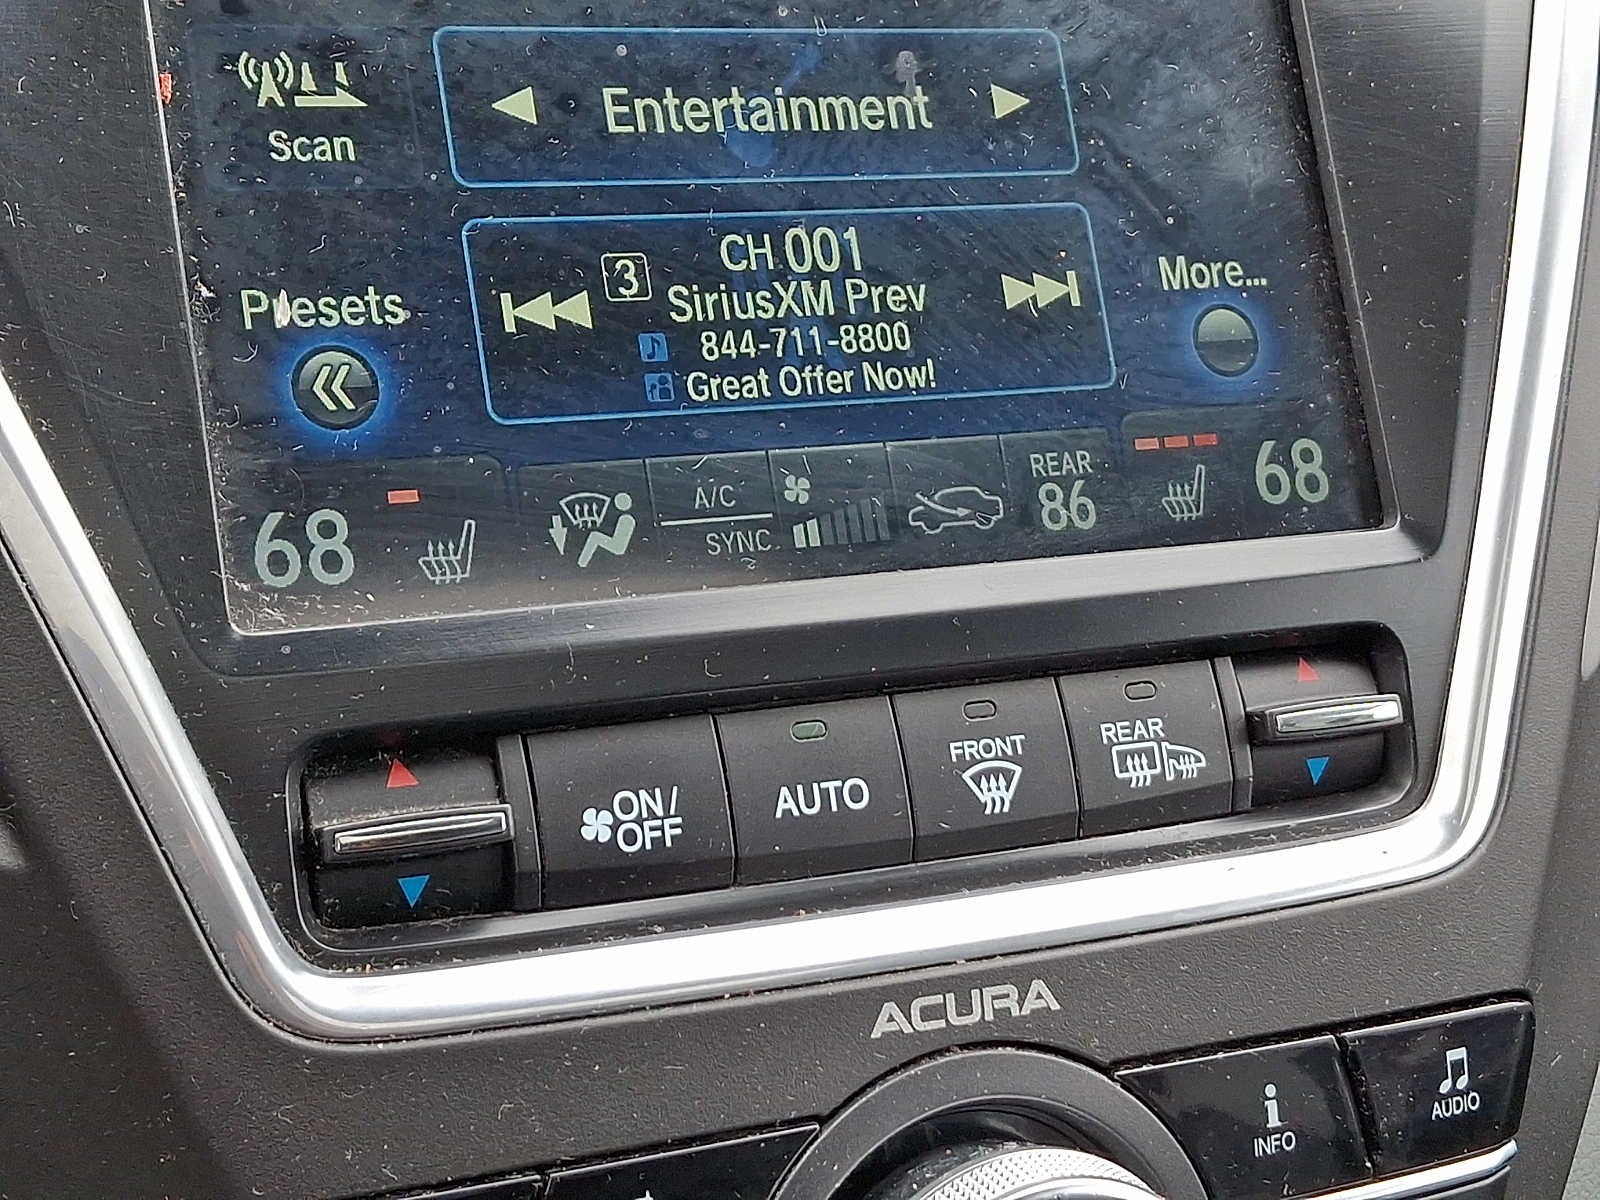 Scan
Entertainment
CH 001
3
SiriusXM Prev
844-711-8800
Great Offer Now!
Presets
More...
68
A/C
SYNC
REAR
86
68
ON/
OFF
AUTO
FRONT
REAR
ACURA
INFO
AUDIO